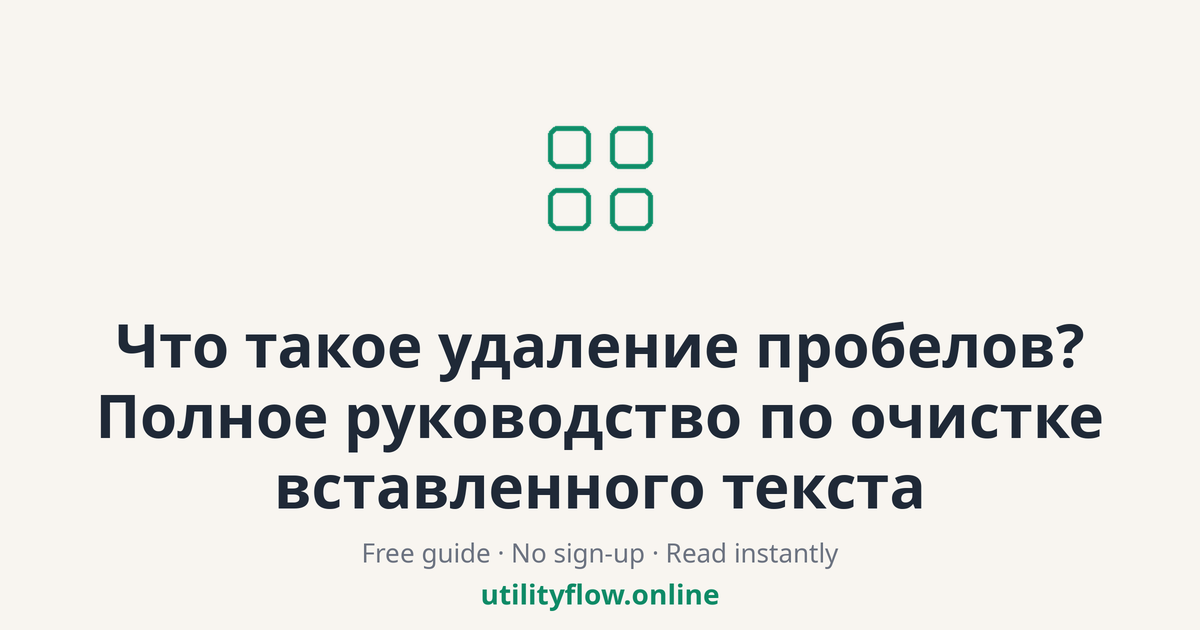 Что такое удаление пробелов?
Полное руководство по очистке
вставленного текста
Free guide · No sign-up · Read instantly
utilityflow.online